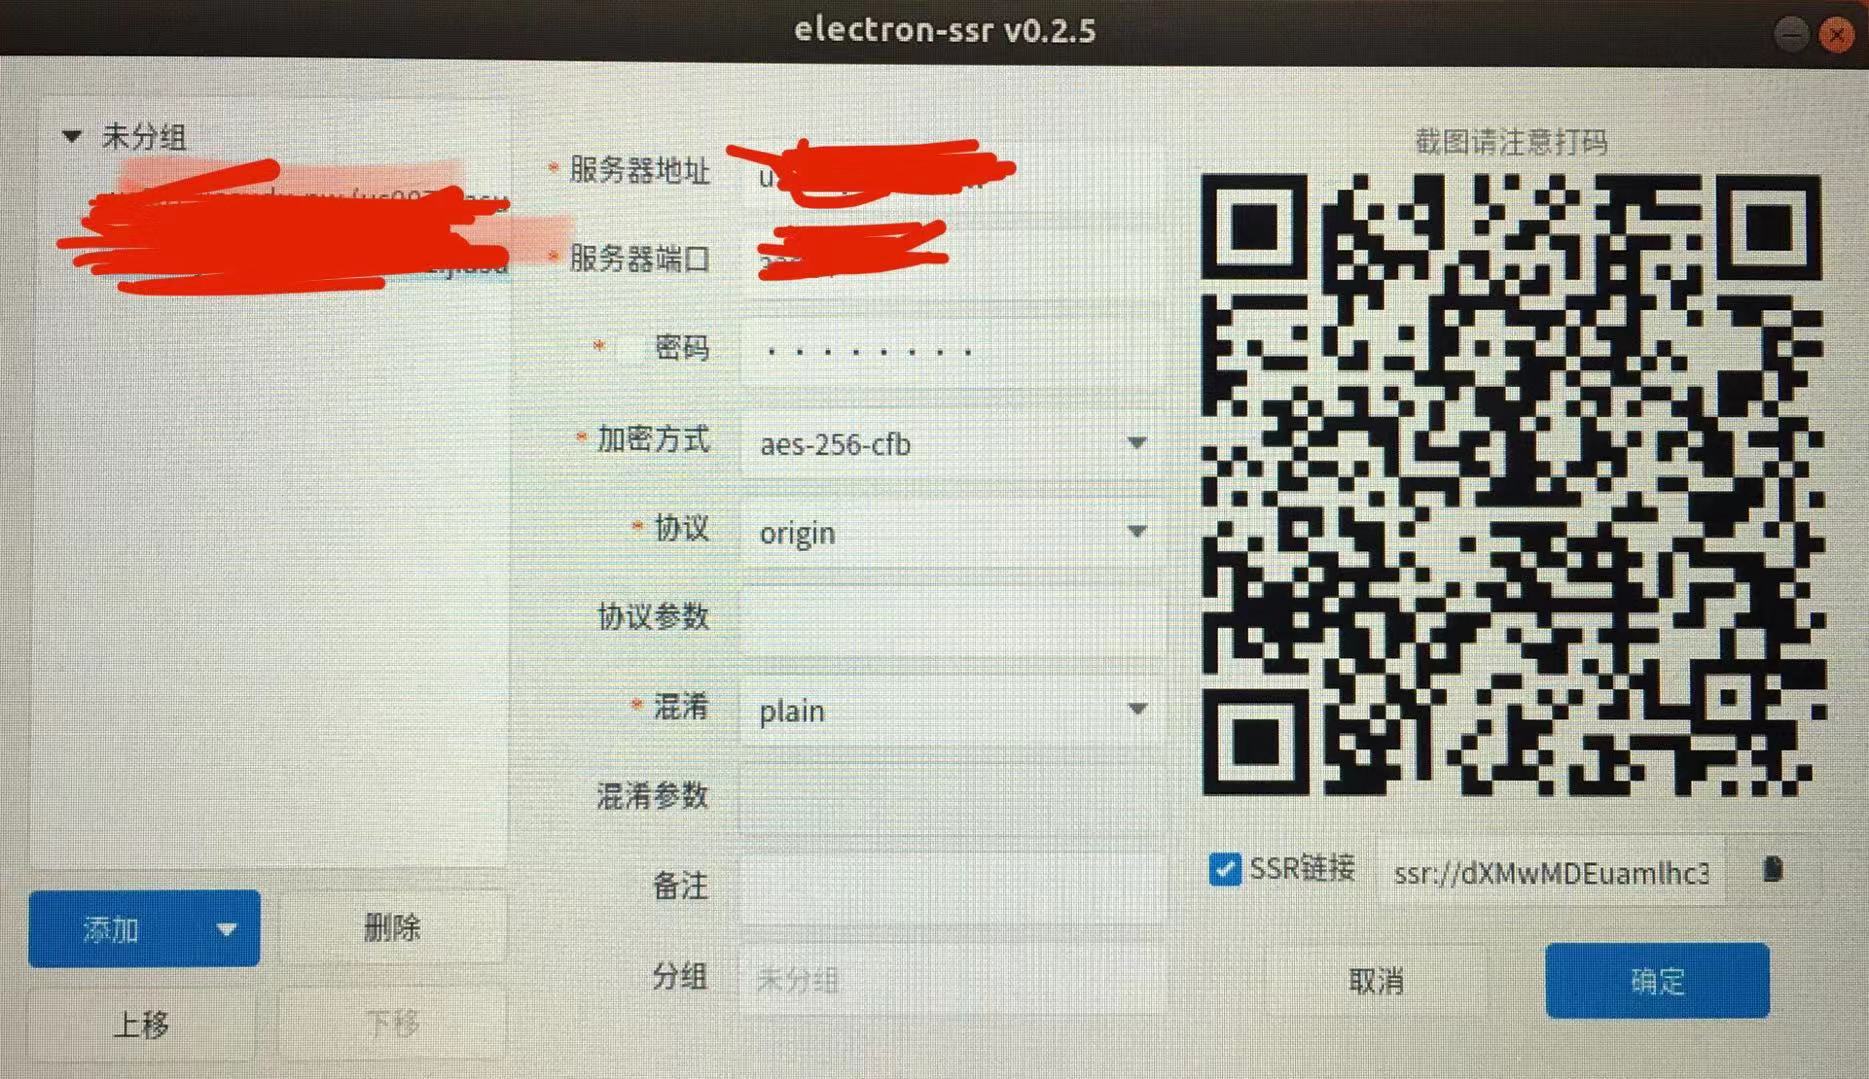 electron-ssr v0.2.5
未分组
* 服务器地址
* 服务器端口
* 密码 ········
* 加密方式 aes-256-cfb
* 协议 origin
协议参数
* 混淆 plain
混淆参数
备注
分组 未分组
添加 删除
上移 下移
截图请注意打码
SSR链接 ssr://dXMwMDEuamlhc3
取消 确定